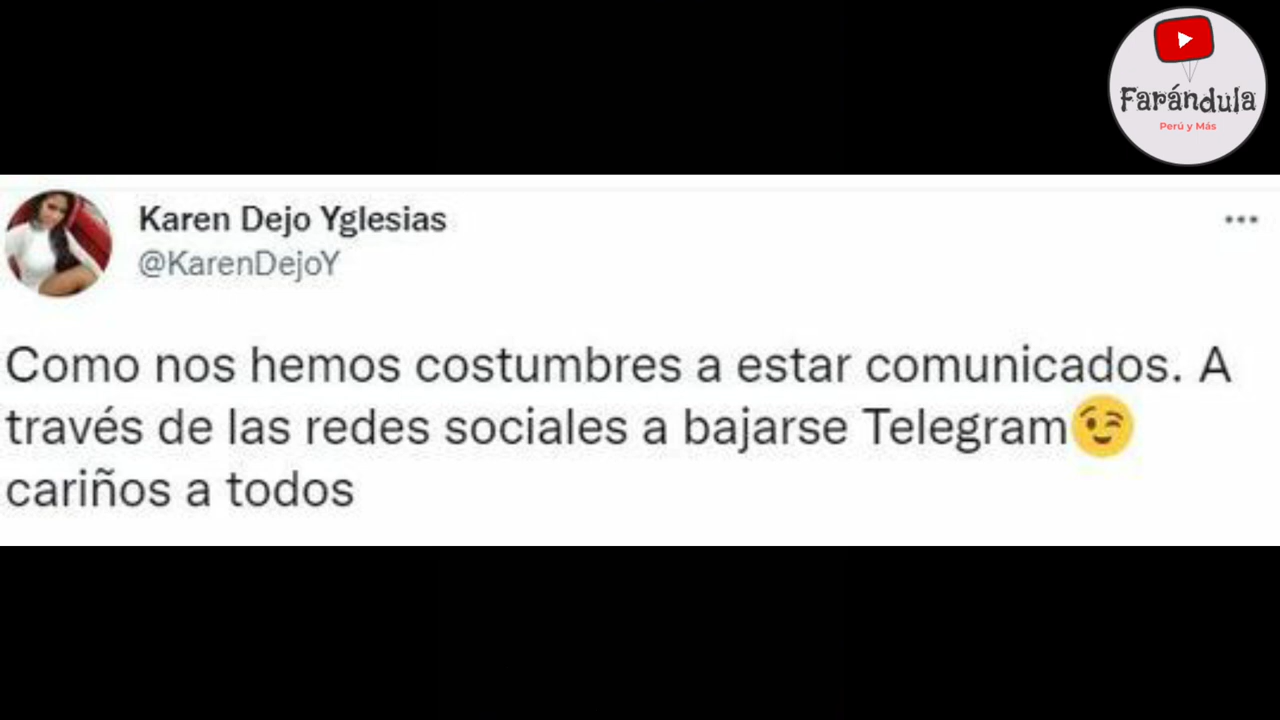 Farándula
Perú y Más
Karen Dejo Yglesias
@KarenDejoY
Como nos hemos costumbres a estar comunicados. A
través de las redes sociales a bajarse Telegram😉
cariños a todos